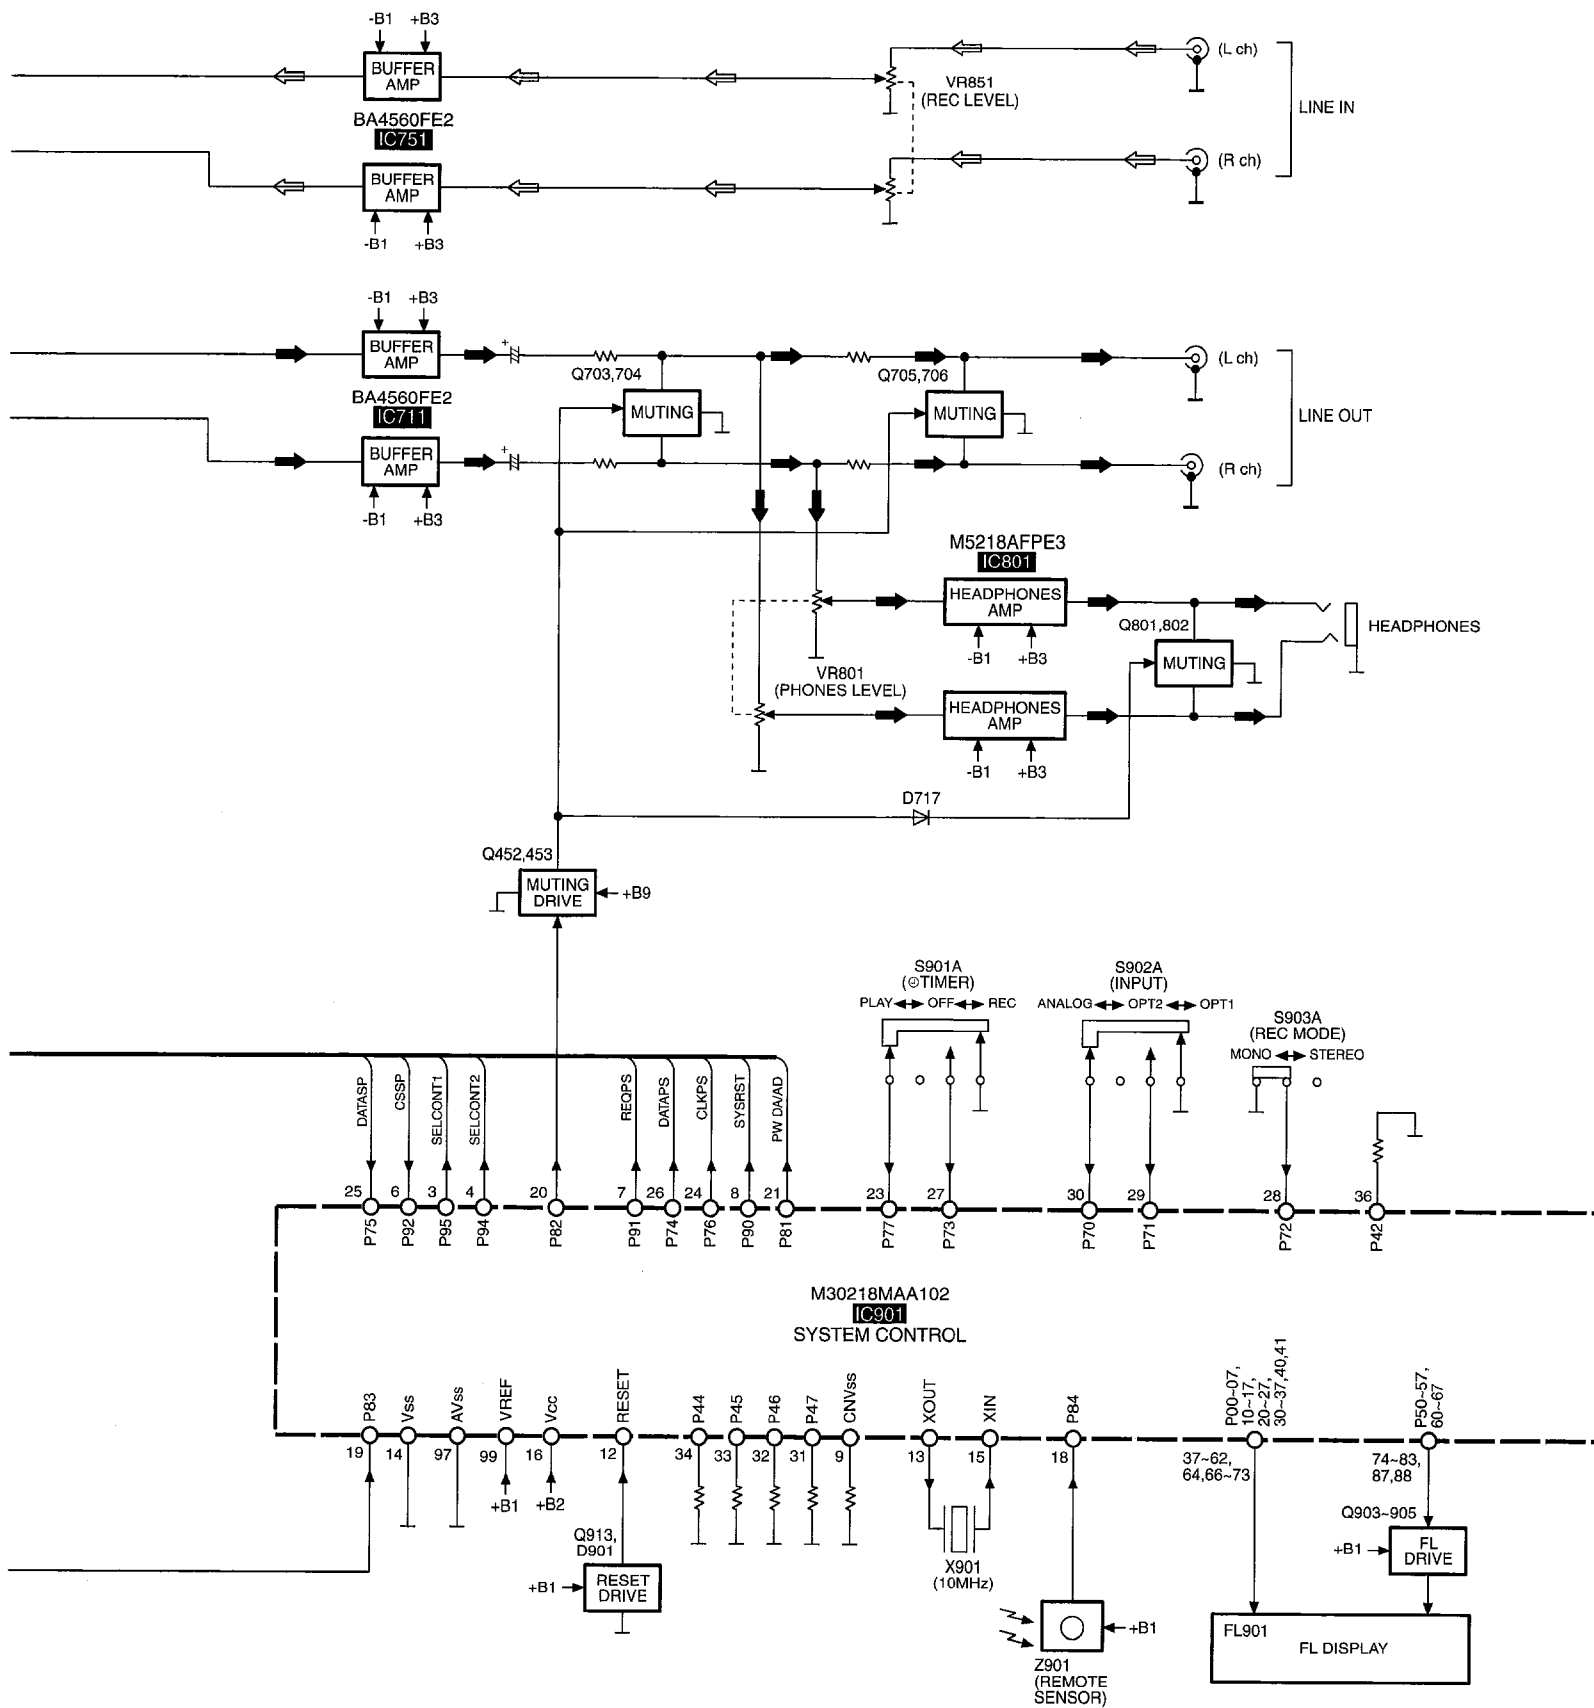 -B1 +B3
BUFFER
AMP
BA4560FE2
IC751
BUFFER
AMP
-B1 +B3
VR851
(REC LEVEL)
(L ch)
LINE IN
(R ch)
-B1 +B3
BUFFER
AMP
BA4560FE2
IC711
BUFFER
AMP
-B1 +B3
+
+
Q703,704
MUTING
Q705,706
MUTING
(L ch)
LINE OUT
(R ch)
M5218AFPE3
IC801
HEADPHONES
AMP
-B1 +B3
VR801
(PHONES LEVEL)
HEADPHONES
AMP
-B1 +B3
Q801,802
MUTING
HEADPHONES
D717
Q452,453
MUTING
DRIVE
+B9
S901A
(⏲TIMER)
PLAY OFF REC
S902A
(INPUT)
ANALOG OPT2 OPT1
S903A
(REC MODE)
MONO STEREO
DATASP
CSSP
SELCONT1
SELCONT2
REQPS
DATAPS
CLKPS
SYSRST
PW DA/AD
25 6 3 4 20 7 26 24 8 21 23 27 30 29 28 36
P75 P92 P95 P94 P82 P91 P74 P76 P90 P81 P77 P73 P70 P71 P72 P42
M30218MAA102
IC901
SYSTEM CONTROL
P83 Vss AVss VREF Vcc RESET P44 P45 P46 P47 CNVss XOUT XIN P84
P00~07,
10~17,
20~27,
30~37,40,41
P50~57,
60~67
19 14 97 99 16 12 34 33 32 31 9 13 15 18
37~62,
64,66~73
74~83,
87,88
+B1 +B2
Q913,
D901
+B1
RESET
DRIVE
X901
(10MHz)
+B1
Z901
(REMOTE
SENSOR)
Q903~905
+B1
FL
DRIVE
FL901
FL DISPLAY